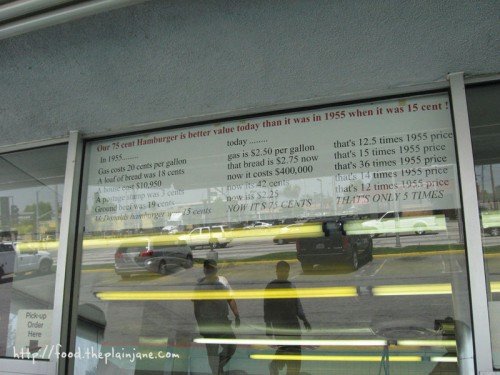 Our 75 cent Hamburger is better value today than it was in 1955 when it was 15 cent !
In 1955....... today ........
Gas costs 20 cents per gallon gas is $2.50 per gallon that's 12.5 times 1955 price
A loaf of bread was 18 cents that bread is $2.75 now that's 15 times 1955 price
A house cost $10,950 now it costs $400,000 that's 36 times 1955 price
A postage stamp was 3 cents now its 42 cents that's 14 times 1955 price
Ground beef was 19 cents now its $2.25 that's 12 times 1955 price
McDonalds hamburger 15 cents NOW IT'S 75 CENTS THAT'S ONLY 5 TIMES
Pick-up
Order
Here
http://food.theplainjane.com